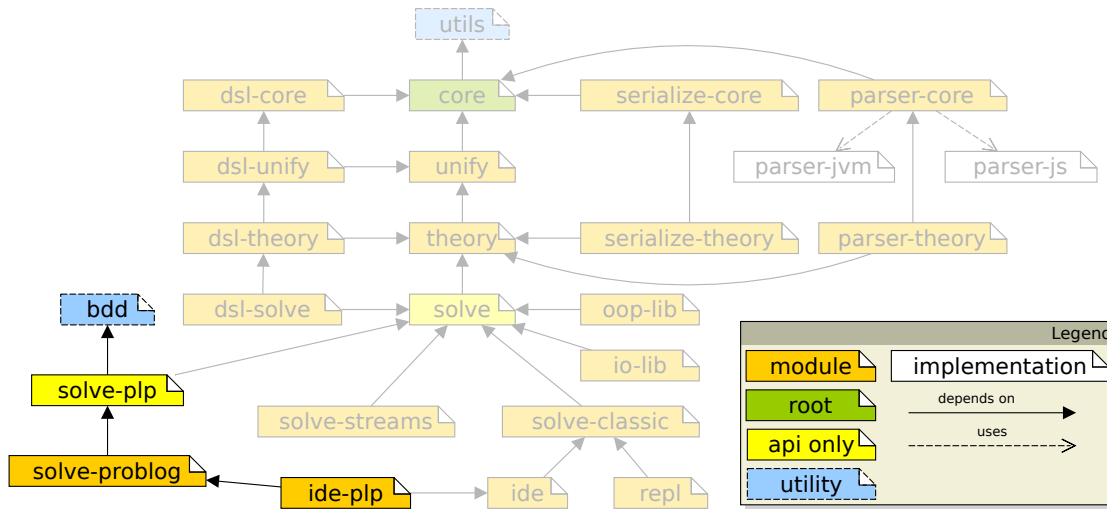 utils
dsl-core
core
serialize-core
parser-core
dsl-unify
unify
parser-jvm
parser-js
dsl-theory
theory
serialize-theory
parser-theory
bdd
dsl-solve
solve
oop-lib
io-lib
solve-plp
solve-streams
solve-classic
solve-problog
ide-plp
ide
repl
Legend
module
implementation
root
depends on
api only
uses
utility